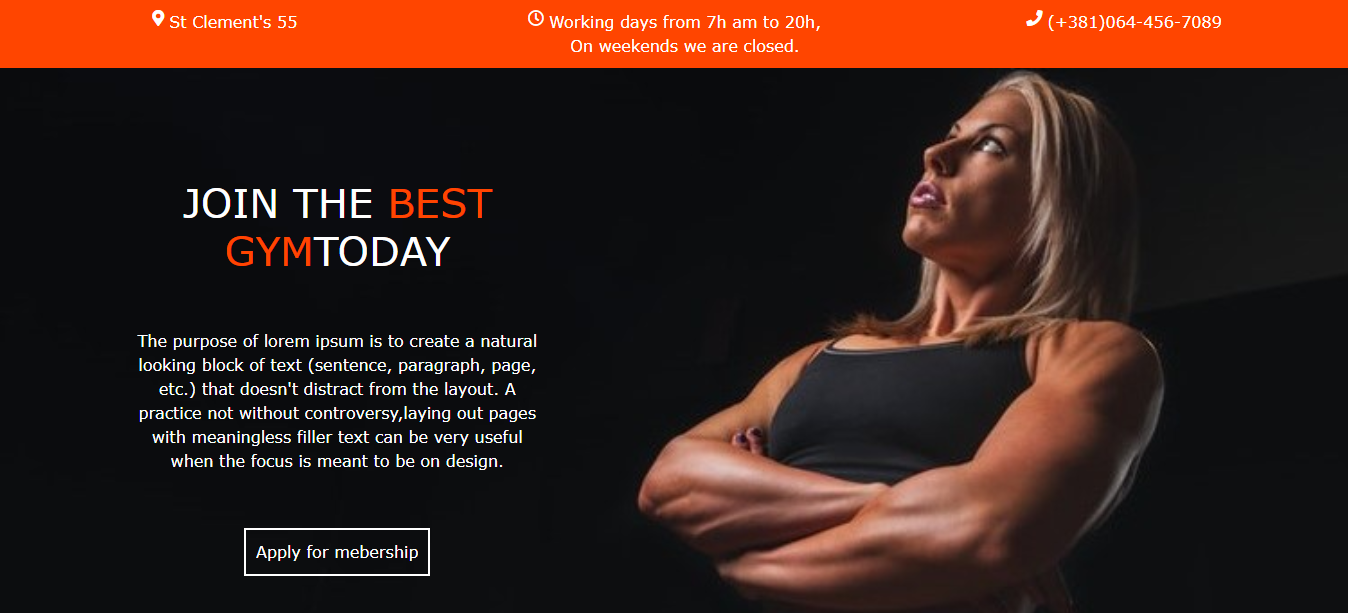 St Clement's 55
Working days from 7h am to 20h,
On weekends we are closed.
(+381)064-456-7089
JOIN THE BEST
GYMTODAY
The purpose of lorem ipsum is to create a natural
looking block of text (sentence, paragraph, page,
etc.) that doesn't distract from the layout. A
practice not without controversy,laying out pages
with meaningless filler text can be very useful
when the focus is meant to be on design.
Apply for mebership